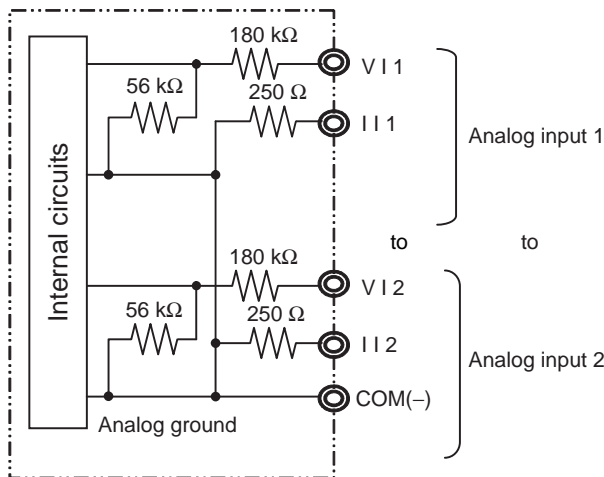 180 kΩ
V I 1
56 kΩ
250 Ω
I I 1
Analog input 1
Internal circuits
to
to
180 kΩ
V I 2
56 kΩ
250 Ω
I I 2
Analog input 2
COM(−)
Analog ground